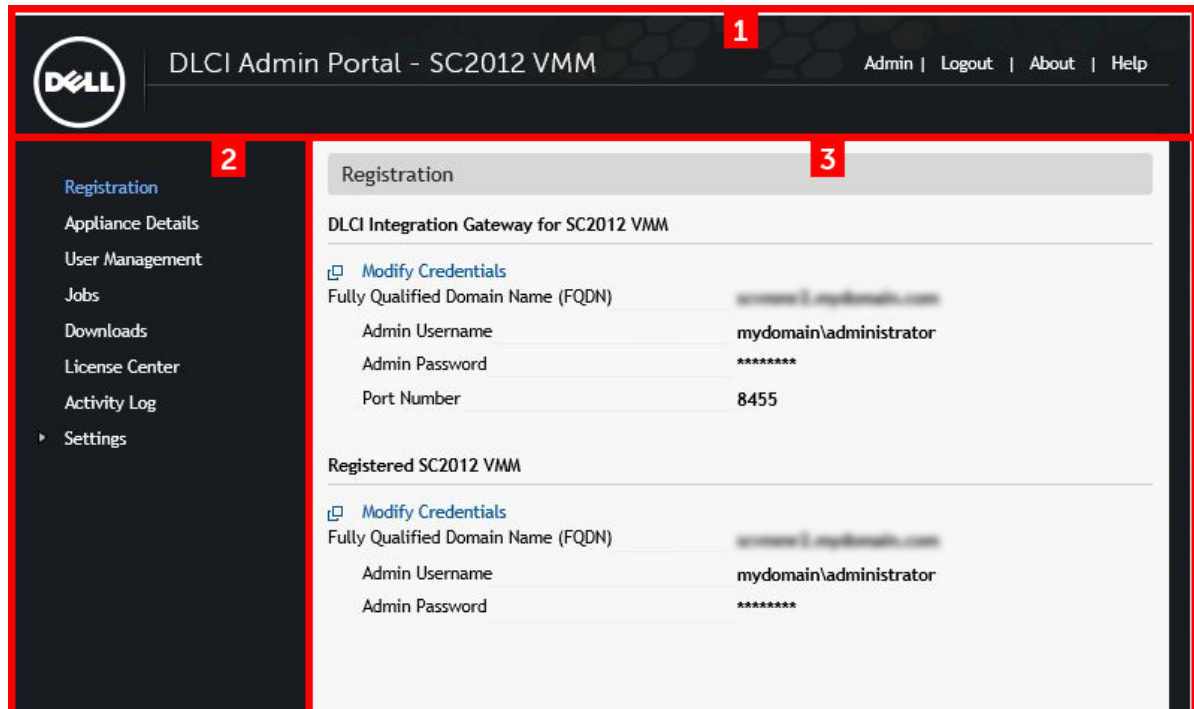 1
DELL
DLCI Admin Portal - SC2012 VMM
Admin | Logout | About | Help
2
Registration
Appliance Details
User Management
Jobs
Downloads
License Center
Activity Log
Settings
3
Registration
DLCI Integration Gateway for SC2012 VMM
Modify Credentials
Fully Qualified Domain Name (FQDN)
Admin Username mydomain\administrator
Admin Password ********
Port Number 8455
Registered SC2012 VMM
Modify Credentials
Fully Qualified Domain Name (FQDN)
Admin Username mydomain\administrator
Admin Password ********